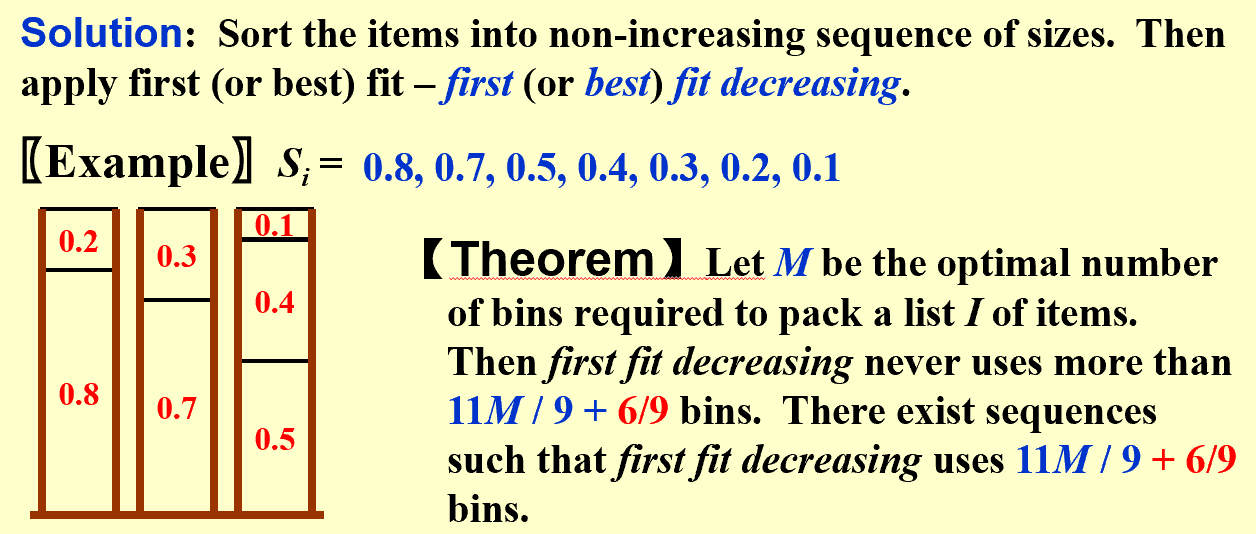 Solution: Sort the items into non-increasing sequence of sizes. Then
apply first (or best) fit – first (or best) fit decreasing.
〖Example〗 Si = 0.8, 0.7, 0.5, 0.4, 0.3, 0.2, 0.1
0.2
0.8
0.3
0.7
0.1
0.4
0.5
【Theorem】 Let M be the optimal number
of bins required to pack a list I of items.
Then first fit decreasing never uses more than
11M / 9 + 6/9 bins. There exist sequences
such that first fit decreasing uses 11M / 9 + 6/9
bins.